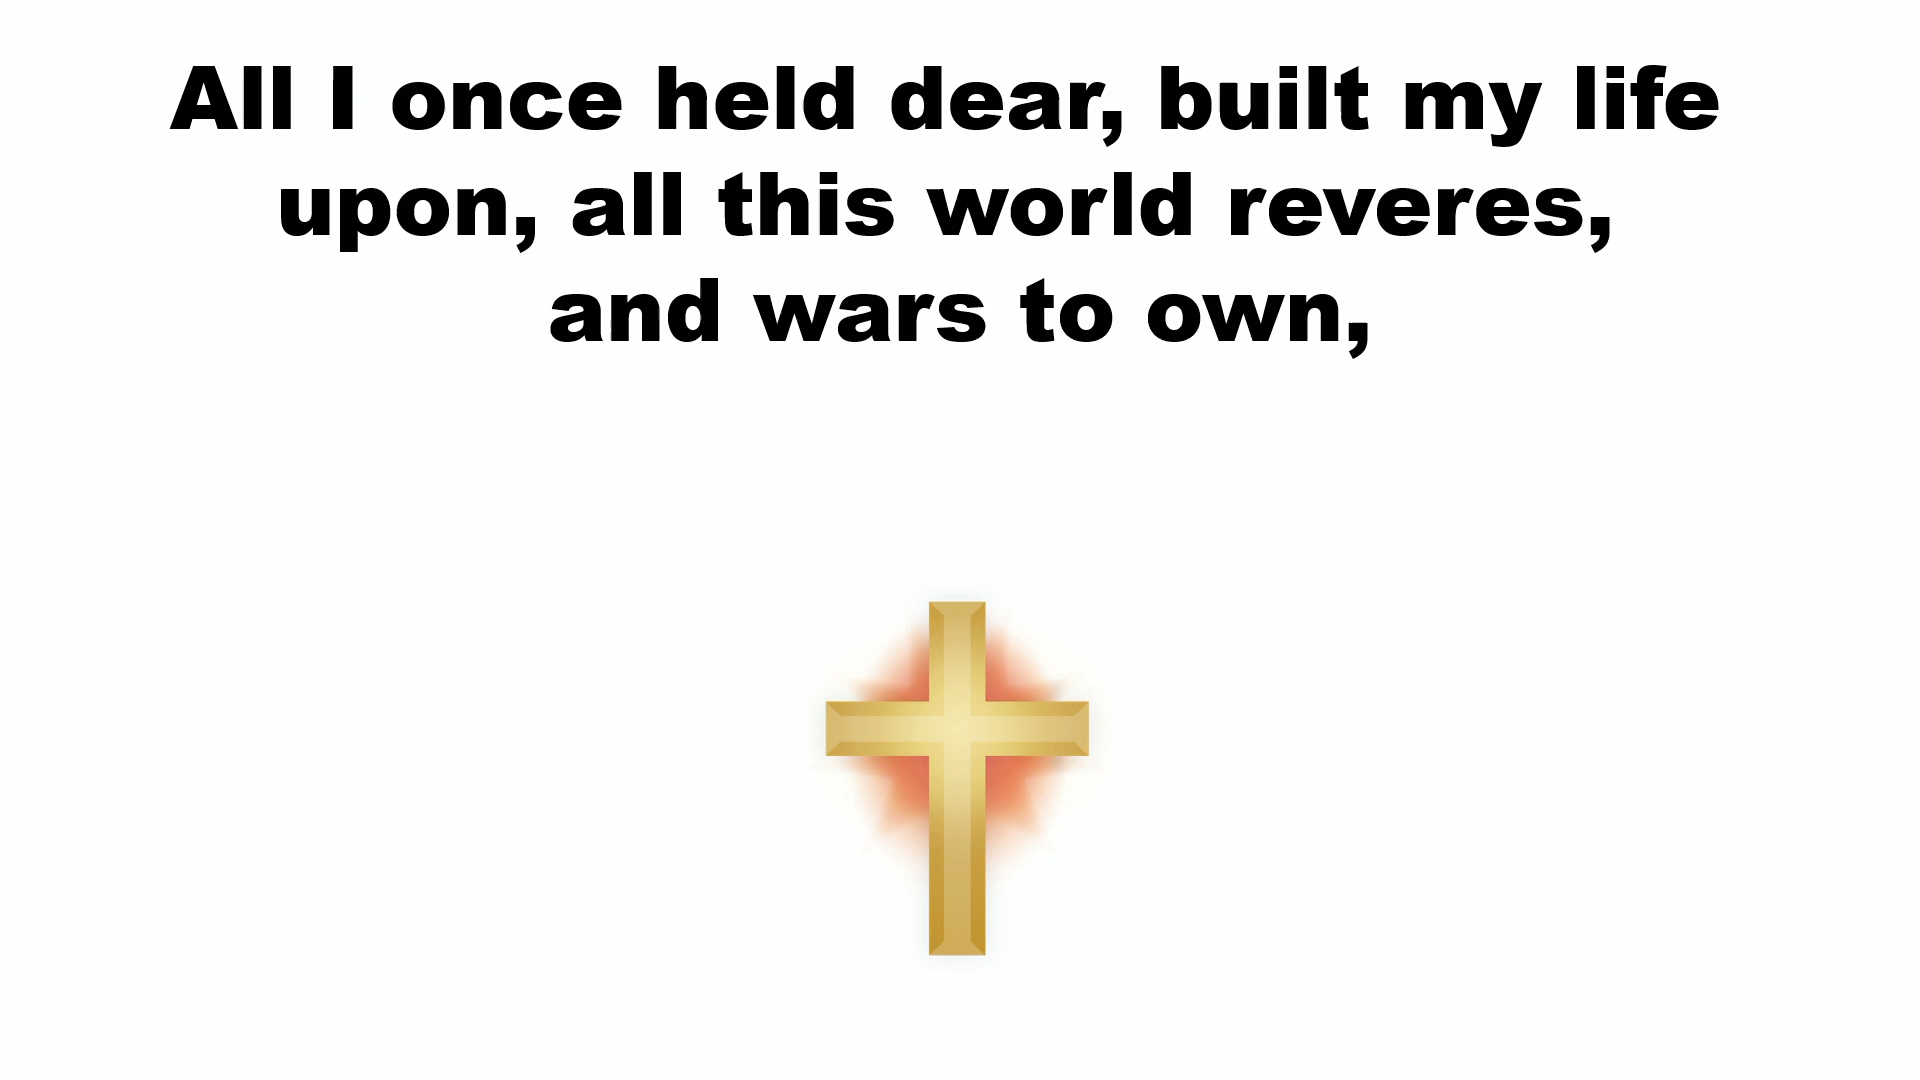 All I once held dear, built my life
upon, all this world reveres,
and wars to own,